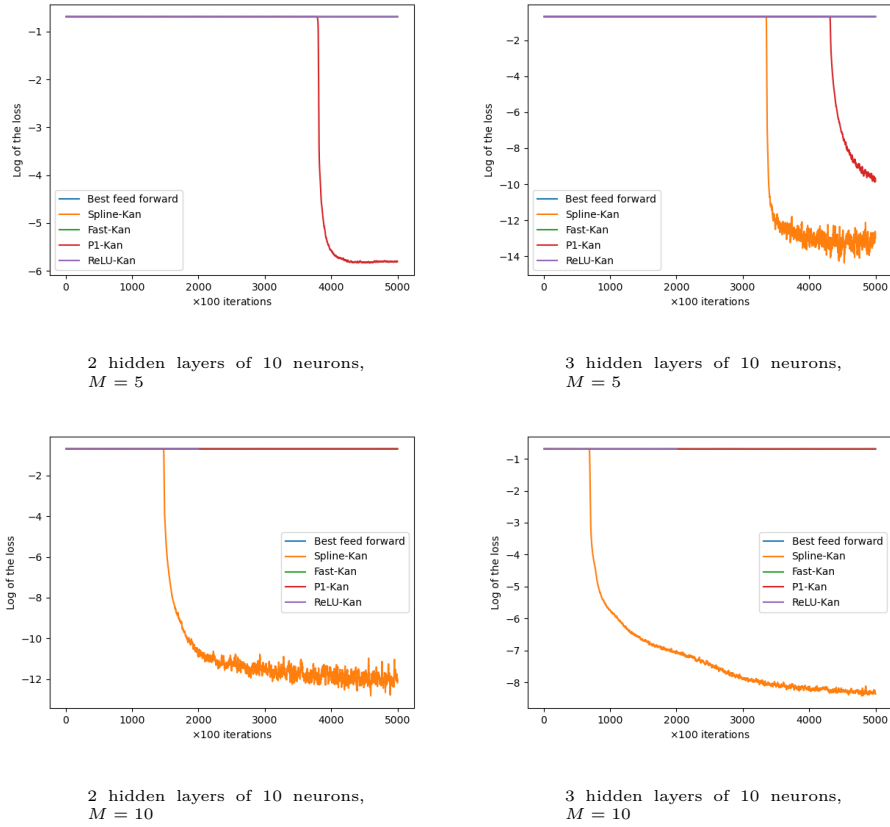 −1
−2
−3
−4
−5
−6
Log of the loss
Best feed forward
Spline-Kan
Fast-Kan
P1-Kan
ReLU-Kan
0 1000 2000 3000 4000 5000
×100 iterations
2 hidden layers of 10 neurons,
M = 5
−2
−4
−6
−8
−10
−12
−14
Log of the loss
Best feed forward
Spline-Kan
Fast-Kan
P1-Kan
ReLU-Kan
0 1000 2000 3000 4000 5000
×100 iterations
3 hidden layers of 10 neurons,
M = 5
−2
−4
−6
−8
−10
−12
Log of the loss
Best feed forward
Spline-Kan
Fast-Kan
P1-Kan
ReLU-Kan
0 1000 2000 3000 4000 5000
×100 iterations
2 hidden layers of 10 neurons,
M = 10
−1
−2
−3
−4
−5
−6
−7
−8
Log of the loss
Best feed forward
Spline-Kan
Fast-Kan
P1-Kan
ReLU-Kan
0 1000 2000 3000 4000 5000
×100 iterations
3 hidden layers of 10 neurons,
M = 10